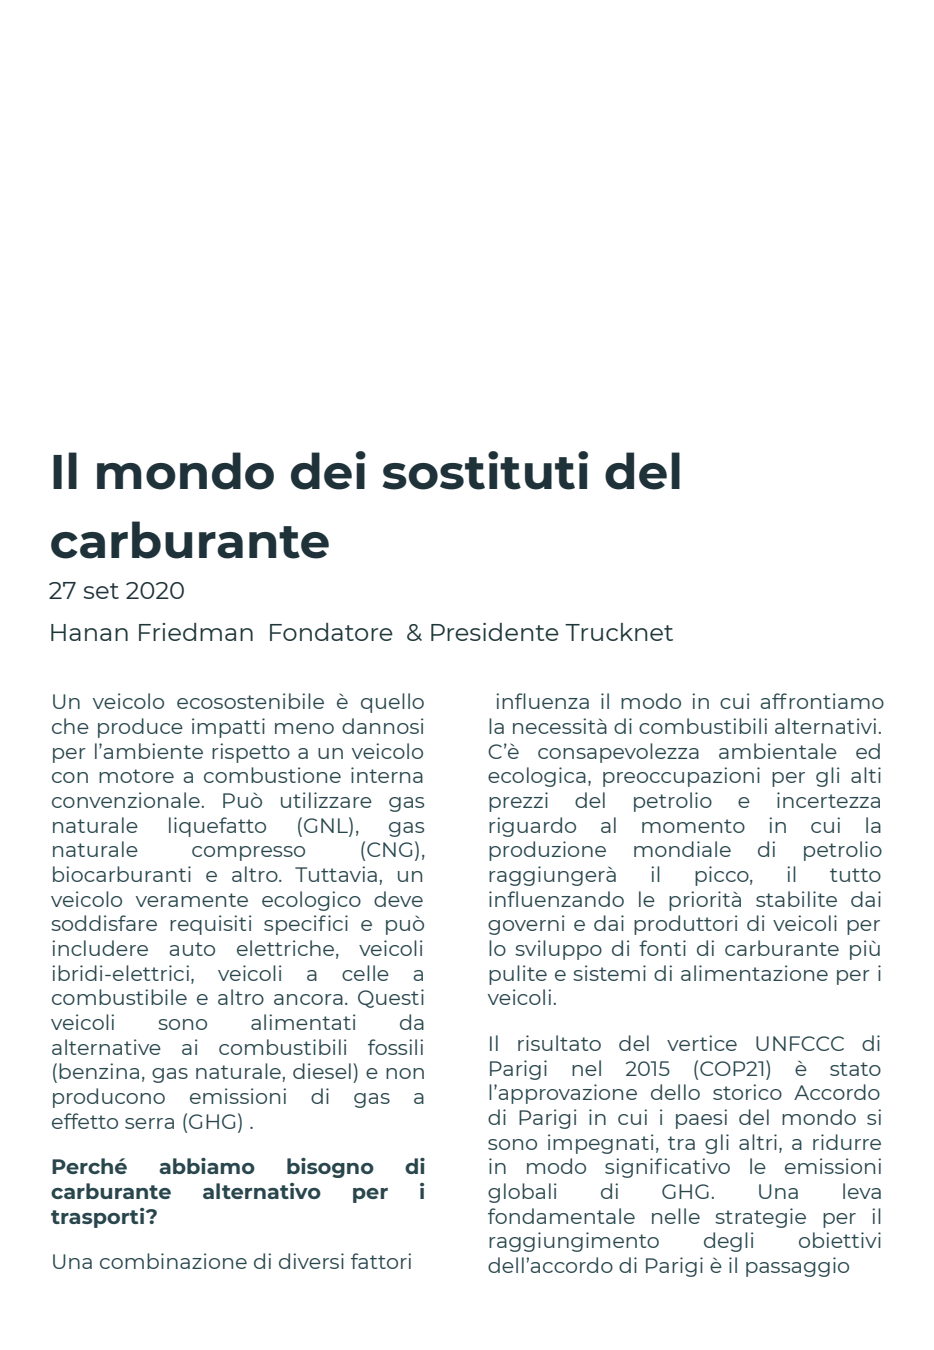 Il mondo dei sostituti del
carburante
27 set 2020
Hanan Friedman Fondatore & Presidente Trucknet
Un veicolo ecosostenibile è quello
che produce impatti meno dannosi
per l’ambiente rispetto a un veicolo
con motore a combustione interna
convenzionale. Può utilizzare gas
naturale liquefatto (GNL), gas
naturale compresso (CNG),
biocarburanti e altro. Tuttavia, un
veicolo veramente ecologico deve
soddisfare requisiti specifici e può
includere auto elettriche, veicoli
ibridi-elettrici, veicoli a celle a
combustibile e altro ancora. Questi
veicoli sono alimentati da
alternative ai combustibili fossili
(benzina, gas naturale, diesel) e non
producono emissioni di gas a
effetto serra (GHG) .
Perché abbiamo bisogno di
carburante alternativo per i
trasporti?
Una combinazione di diversi fattori
influenza il modo in cui affrontiamo
la necessità di combustibili alternativi.
C’è consapevolezza ambientale ed
ecologica, preoccupazioni per gli alti
prezzi del petrolio e incertezza
riguardo al momento in cui la
produzione mondiale di petrolio
raggiungerà il picco, il tutto
influenzando le priorità stabilite dai
governi e dai produttori di veicoli per
lo sviluppo di fonti di carburante più
pulite e sistemi di alimentazione per i
veicoli.
Il risultato del vertice UNFCCC di
Parigi nel 2015 (COP21) è stato
l’approvazione dello storico Accordo
di Parigi in cui i paesi del mondo si
sono impegnati, tra gli altri, a ridurre
in modo significativo le emissioni
globali di GHG. Una leva
fondamentale nelle strategie per il
raggiungimento degli obiettivi
dell’accordo di Parigi è il passaggio